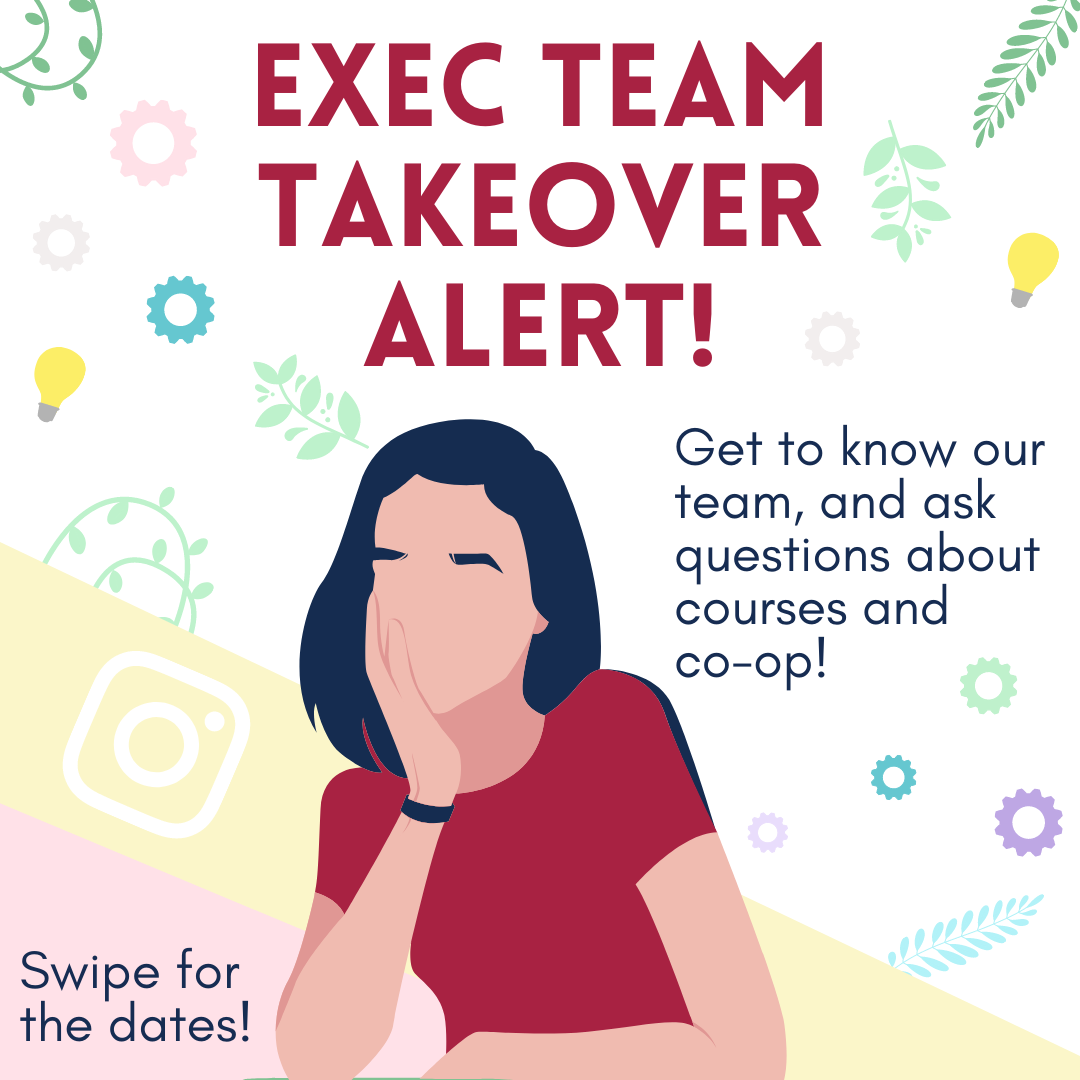 EXEC TEAM
TAKEOVER
ALERT!
Get to know our
team, and ask
questions about
courses and
co-op!
Swipe for
the dates!